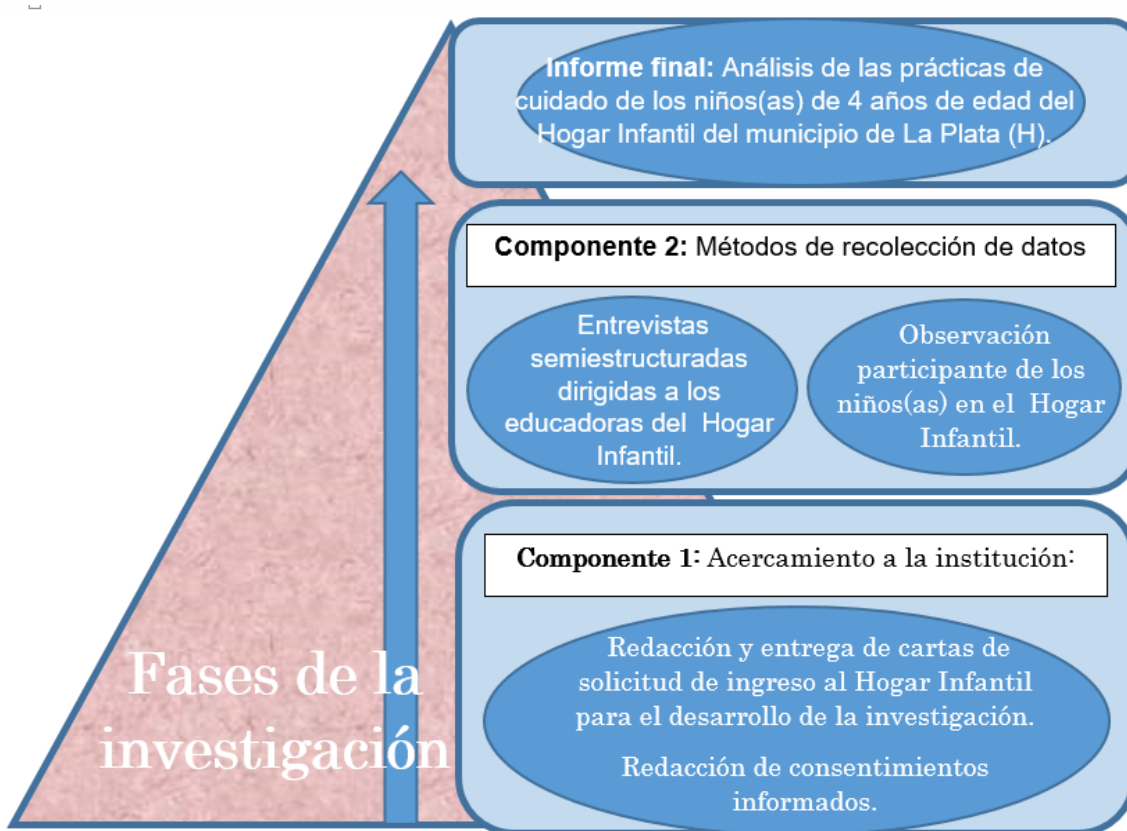 Informe final: Análisis de las prácticas de
cuidado de los niños(as) de 4 años de edad del
Hogar Infantil del municipio de La Plata (H).
Componente 2: Métodos de recolección de datos
Entrevistas
semiestructuradas
dirigidas a los
educadoras del Hogar
Infantil.
Observación
participante de los
niños(as) en el Hogar
Infantil.
Componente 1: Acercamiento a la institución:
Redacción y entrega de cartas de
solicitud de ingreso al Hogar Infantil
para el desarrollo de la investigación.
Redacción de consentimientos
informados.
Fases de la
investigación